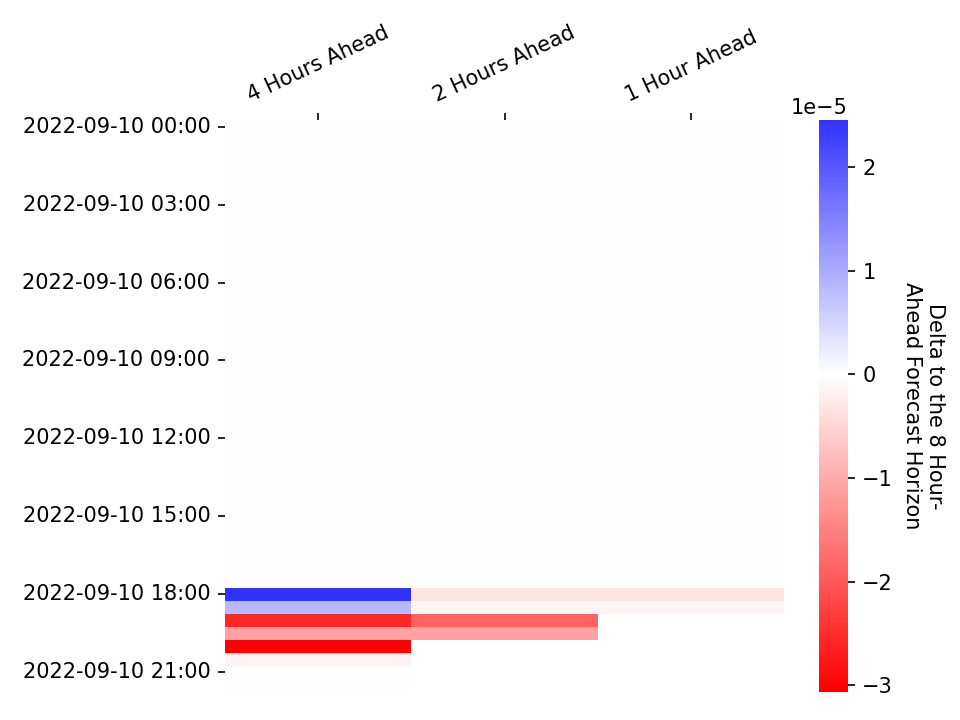 4 Hours Ahead
2 Hours Ahead
1 Hour Ahead
2022-09-10 00:00
2022-09-10 03:00
2022-09-10 06:00
2022-09-10 09:00
2022-09-10 12:00
2022-09-10 15:00
2022-09-10 18:00
2022-09-10 21:00
1e−5
2
1
0
−1
−2
−3
Delta to the 8 Hour-
Ahead Forecast Horizon